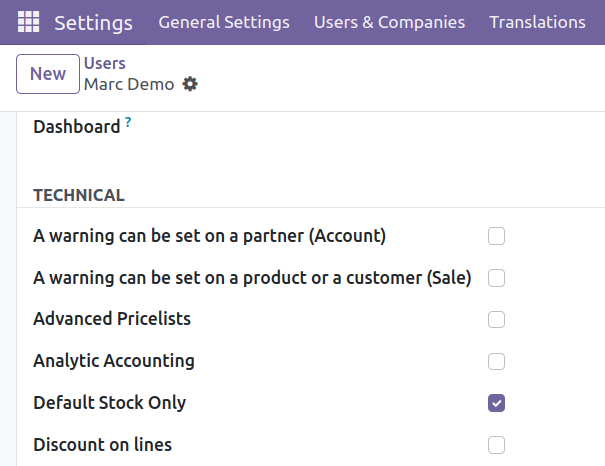 Settings General Settings Users & Companies Translations
New
Users
Marc Demo
Dashboard ?
TECHNICAL
A warning can be set on a partner (Account)
A warning can be set on a product or a customer (Sale)
Advanced Pricelists
Analytic Accounting
Default Stock Only
Discount on lines